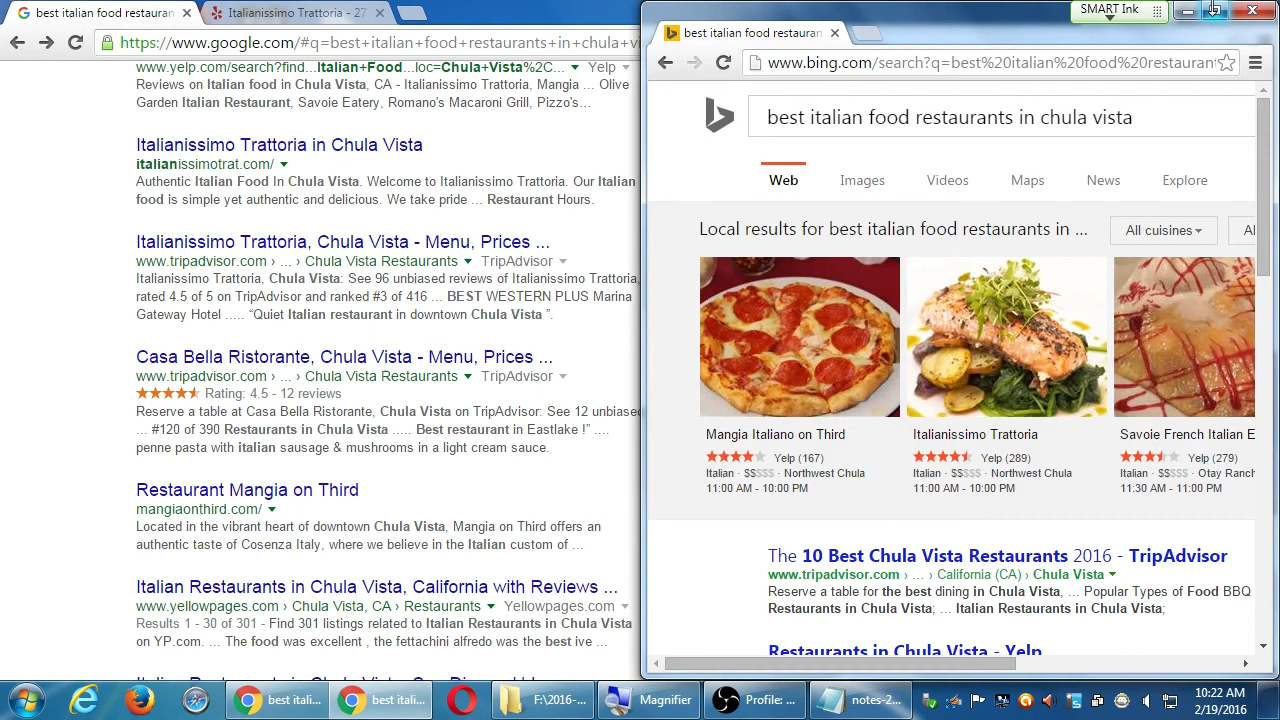 best italian food restauran
Italianissimo Trattoria - 27
https://www.google.com/#q=best+italian+food+restaurants+in+chula+vi
www.yelp.com/search?find...Italian+Food...loc=Chula+Vista%2C... Yelp
Reviews on Italian food in Chula Vista, CA - Italianissimo Trattoria, Mangia ... Olive
Garden Italian Restaurant, Savoie Eatery, Romano's Macaroni Grill, Pizzo's...
Italianissimo Trattoria in Chula Vista
italianissimotrat.com/
Authentic Italian Food In Chula Vista. Welcome to Italianissimo Trattoria. Our Italian
food is simple yet authentic and delicious. We take pride ... Restaurant Hours.
Italianissimo Trattoria, Chula Vista - Menu, Prices ...
www.tripadvisor.com › ... › Chula Vista Restaurants TripAdvisor
Italianissimo Trattoria, Chula Vista: See 96 unbiased reviews of Italianissimo Trattoria,
rated 4.5 of 5 on TripAdvisor and ranked #3 of 416 ... BEST WESTERN PLUS Marina
Gateway Hotel ..... “Quiet Italian restaurant in downtown Chula Vista ”.
Casa Bella Ristorante, Chula Vista - Menu, Prices ...
www.tripadvisor.com › ... › Chula Vista Restaurants TripAdvisor
Rating: 4.5 - 12 reviews
Reserve a table at Casa Bella Ristorante, Chula Vista on TripAdvisor: See 12 unbiased
... #120 of 390 Restaurants in Chula Vista ..... Best restaurant in Eastlake !” ....
penne pasta with italian sausage & mushrooms in a light cream sauce.
Restaurant Mangia on Third
mangiaonthird.com/
Located in the vibrant heart of downtown Chula Vista, Mangia on Third offers an
authentic taste of Cosenza Italy, where we believe in the Italian custom of ...
Italian Restaurants in Chula Vista, California with Reviews ...
www.yellowpages.com › Chula Vista, CA › Restaurants Yellowpages.com
Results 1 - 30 of 301 - Find 301 listings related to Italian Restaurants in Chula Vista
on YP.com. ... The food was excellent , the fettachini alfredo was the best ive ...
SMART Ink
best italian food restauran
www.bing.com/search?q=best%20italian%20food%20restaurant
best italian food restaurants in chula vista
Web Images Videos Maps News Explore
Local results for best italian food restaurants in ...
All cuisines
Al
Mangia Italiano on Third
Yelp (167)
Italian · $$$$$ · Northwest Chula
11:00 AM - 10:00 PM
Italianissimo Trattoria
Yelp (289)
Italian · $$$$$ · Northwest Chula
11:00 AM - 10:00 PM
Savoie French Italian E
Yelp (279)
Italian · $$$$$ · Otay Ranch
11:30 AM - 11:00 PM
The 10 Best Chula Vista Restaurants 2016 - TripAdvisor
www.tripadvisor.com › ... › California (CA) › Chula Vista
Reserve a table for the best dining in Chula Vista, ... Popular Types of Food BBQ
Restaurants in Chula Vista; ... Italian Restaurants in Chula Vista;
Restaurants in Chula Vista - Yelp
best itali...
best itali...
F:\2016-...
Magnifier
Profile: ...
notes-2...
10:22 AM
2/19/2016